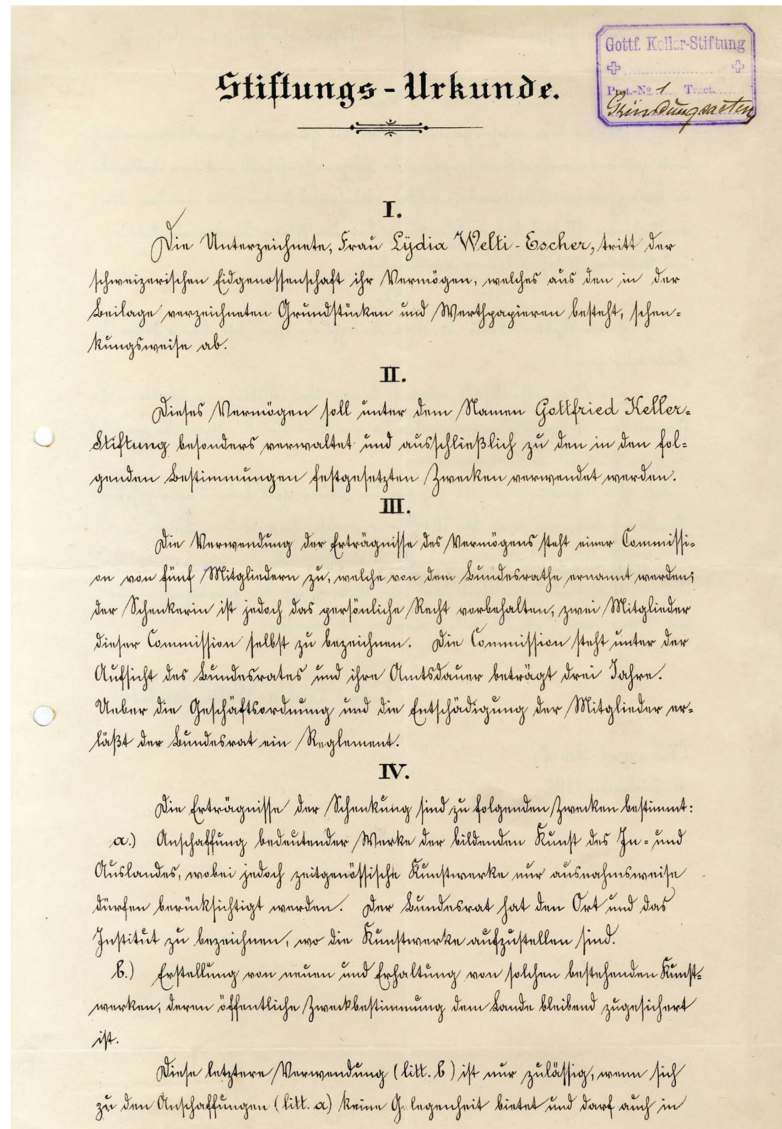 Gottf. Keller-Stiftung
Prot.-No 1 Tract.
Gründungsakten
Stiftungs-Urkunde.
I.
Die Unterzeichnete, Frau Lydia Welti-Escher, tritt der
schweizerischen Eidgenossenschaft ihr Vermögen, welches aus den in der
Beilage verzeichneten Grundstücken und Werthpapieren besteht, schen-
kungsweise ab.
II.
Dieses Vermögen soll unter dem Namen Gottfried Keller-
Stiftung besonders verwaltet und ausschließlich zu den in den fol-
genden Bestimmungen festgesetzten Zwecken verwendet werden.
III.
Die Verwendung der Erträgnisse des Vermögens steht einer Commissi-
on von fünf Mitgliedern zu, welche von dem Bundesrathe ernannt werden;
der Schenkerin ist jedoch das persönliche Recht vorbehalten, zwei Mitglieder
dieser Commission selbst zu bezeichnen. Die Commission steht unter der
Aufsicht des Bundesrates und ihre Amtsdauer beträgt drei Jahre.
Ueber die Geschäftsordnung und die Entschädigung der Mitglieder er-
läßt der Bundesrat ein Reglement.
IV.
Die Erträgnisse der Schenkung sind zu folgenden Zwecken bestimmt:
a.) Anschaffung bedeutender Werke der bildenden Kunst des In- und
Auslandes, wobei jedoch zeitgenössische Kunstwerke nur ausnahmsweise
dürfen berücksichtigt werden. Der Bundesrat hat den Ort und das
Institut zu bezeichnen, wo die Kunstwerke aufzustellen sind.
b.) Erstellung von neuen und Erhaltung von solchen bestehenden Kunst-
werken, deren öffentliche Zweckbestimmung dem Lande bleibend zugesichert
ist.
Diese letztere Verwendung (litt. b) ist nur zulässig, wenn sich
zu den Anschaffungen (litt. a) keine G legenheit bietet und darf auch in